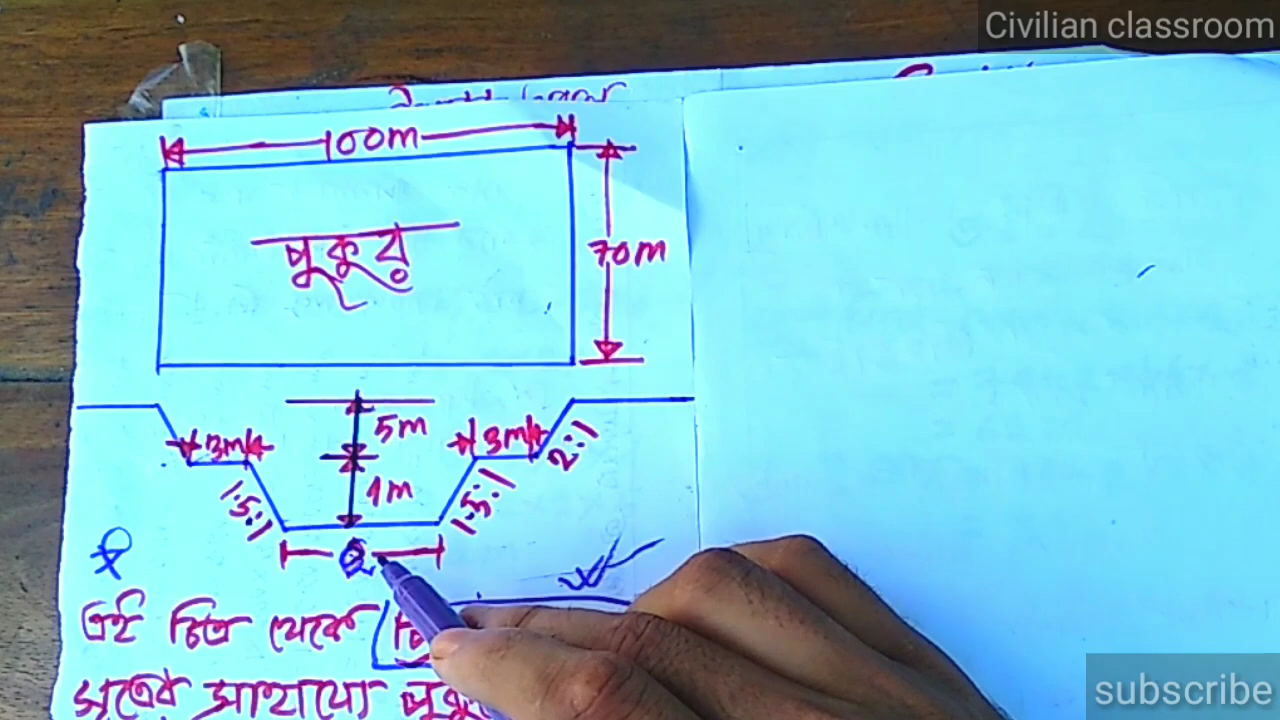 Civilian classroom
100m
পুকুর
70m
5m
3m
3m
2:1
1m
1.5:1
1.5:1
এই চিত্র থেকে
সূত্রের সাহায্যে
subscribe